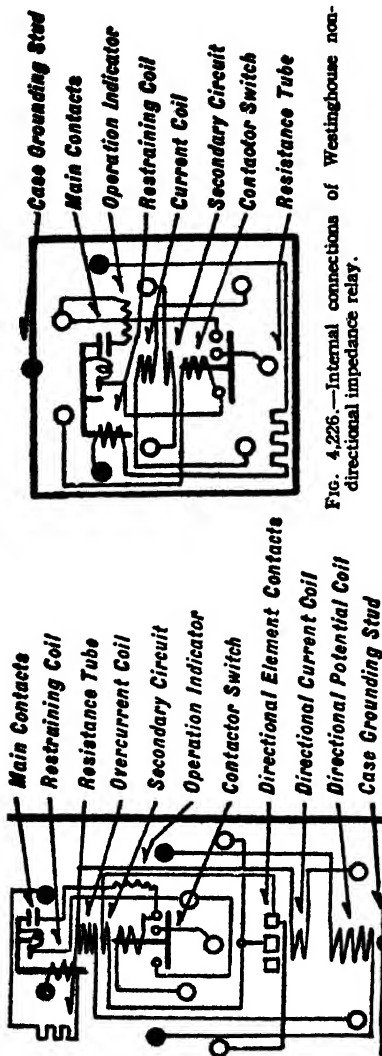 Main Contacts
Restraining Coil
Resistance Tube
Overcurrent Coil
Secondary Circuit
Operation Indicator
Contactor Switch
Directional Element Contacts
Directional Current Coil
Directional Potential Coil
Case Grounding Stud
Case Grounding Stud
Main Contacts
Operation Indicator
Restraining Coil
Current Coil
Secondary Circuit
Contactor Switch
Resistance Tube
FIG. 4,226.—Internal connections of Westinghouse non-
directional impedance relay.